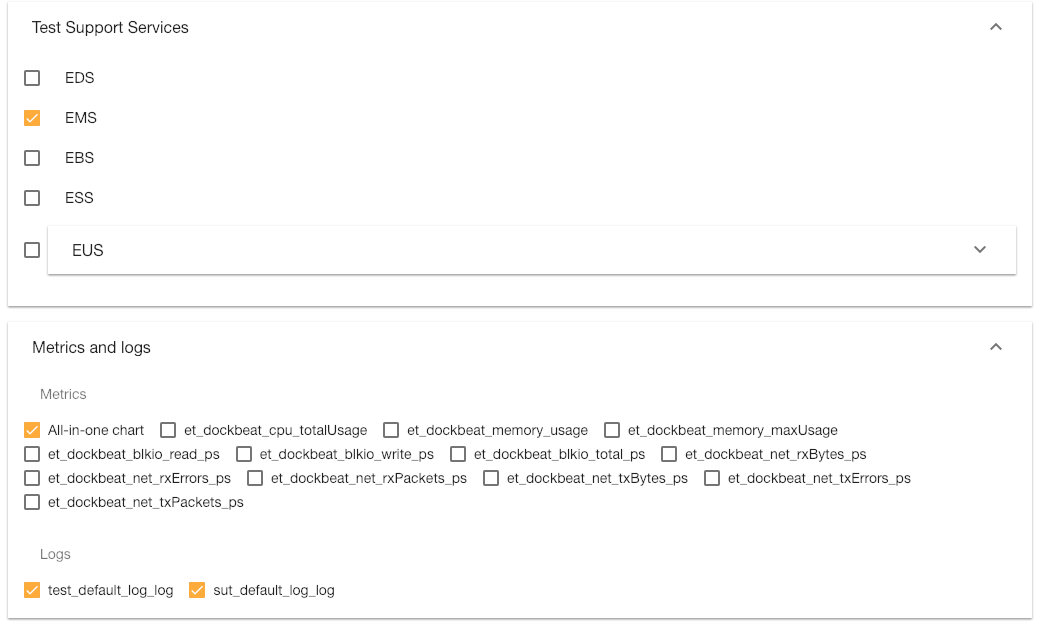 Test Support Services
EDS
EMS
EBS
ESS
EUS
Metrics and logs
Metrics
All-in-one chart et_dockbeat_cpu_totalUsage et_dockbeat_memory_usage et_dockbeat_memory_maxUsage
et_dockbeat_blkio_read_ps et_dockbeat_blkio_write_ps et_dockbeat_blkio_total_ps et_dockbeat_net_rxBytes_ps
et_dockbeat_net_rxErrors_ps et_dockbeat_net_rxPackets_ps et_dockbeat_net_txBytes_ps et_dockbeat_net_txErrors_ps
et_dockbeat_net_txPackets_ps
Logs
test_default_log_log sut_default_log_log